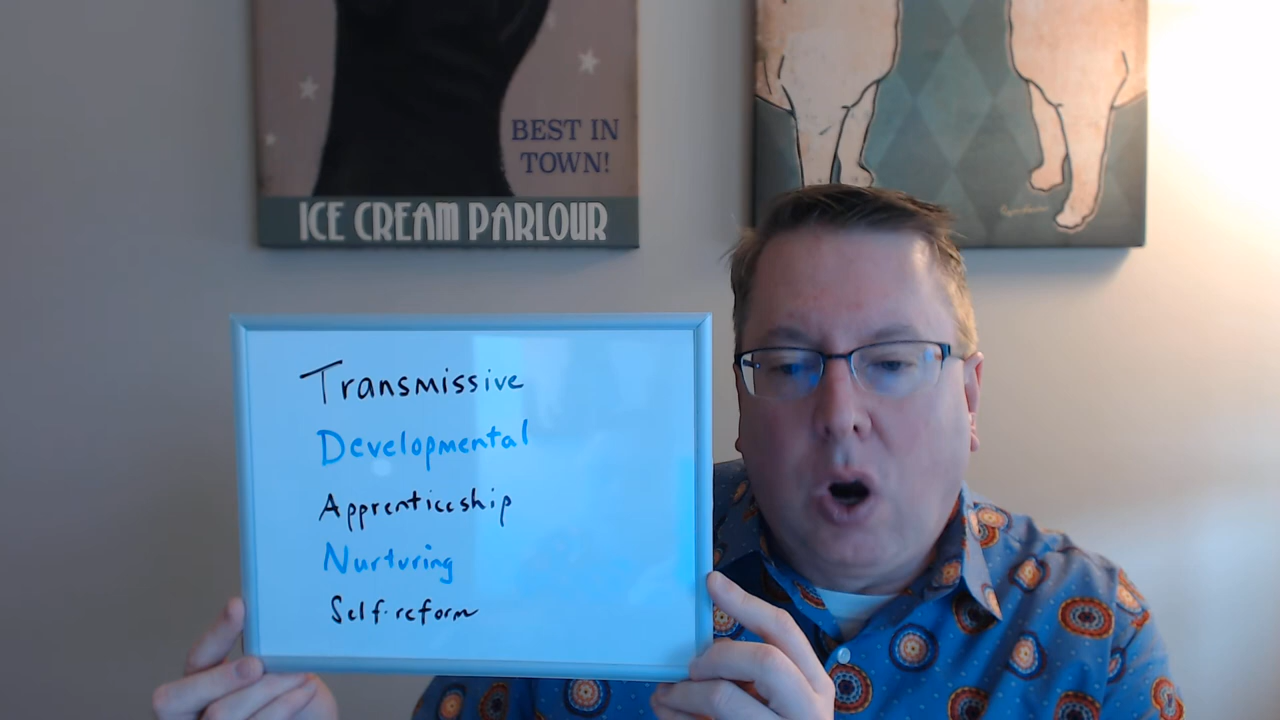 BEST IN
TOWN!
ICE CREAM PARLOUR
Transmissive
Developmental
Apprenticeship
Nurturing
Self-reform